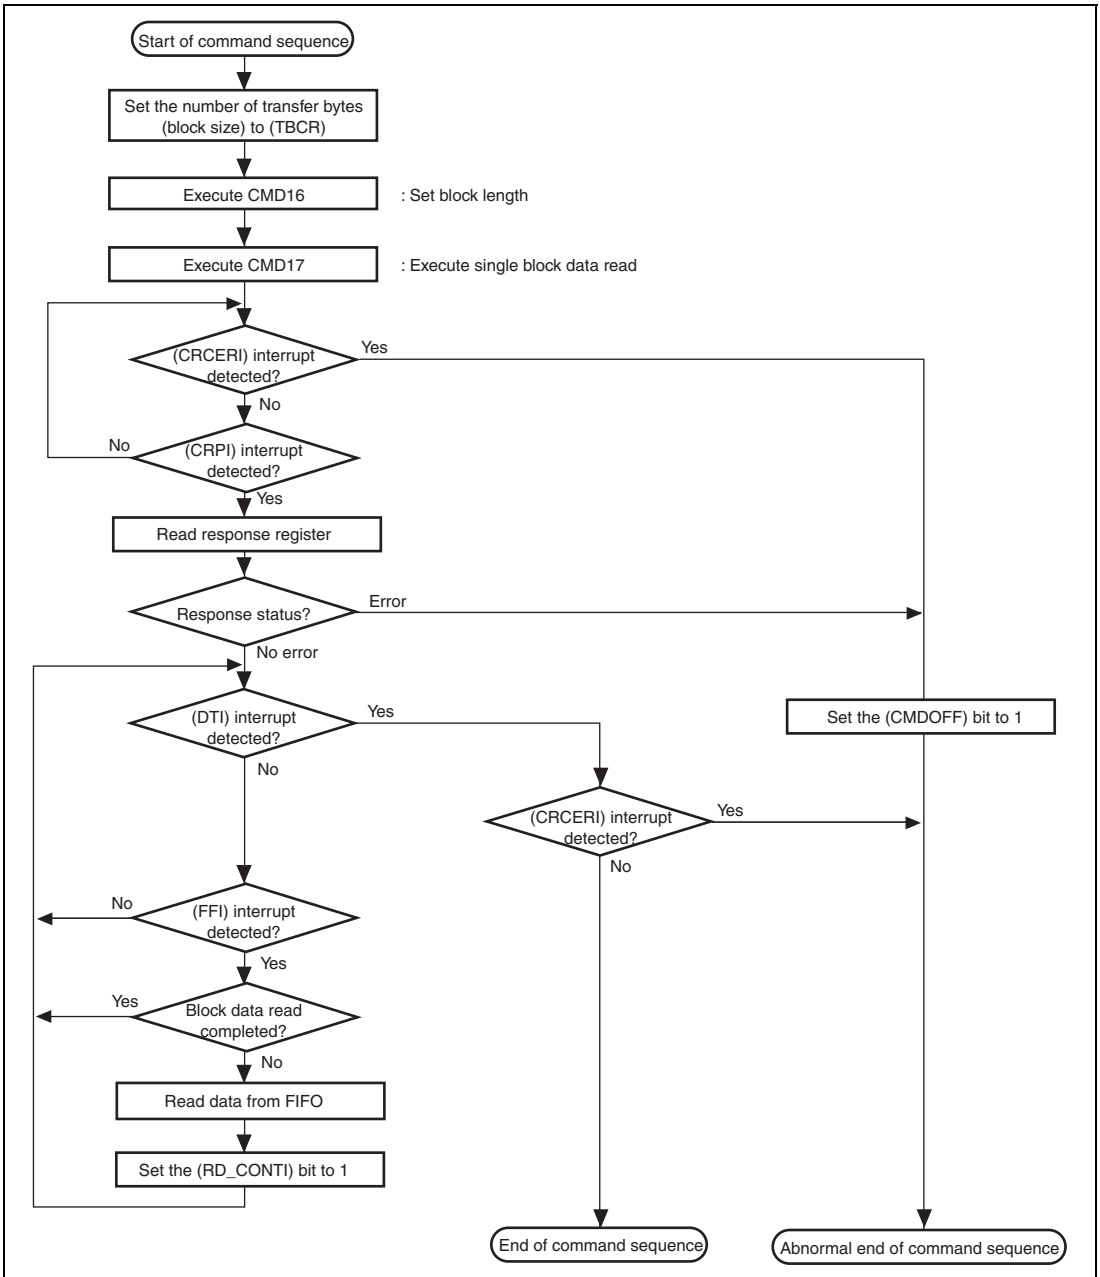 Start of command sequence
Set the number of transfer bytes
(block size) to (TBCR)
Execute CMD16
: Set block length
Execute CMD17
: Execute single block data read
(CRCERI) interrupt
detected?
Yes
No
(CRPI) interrupt
detected?
No
Yes
Read response register
Response status?
Error
No error
(DTI) interrupt
detected?
Yes
No
Set the (CMDOFF) bit to 1
(CRCERI) interrupt
detected?
Yes
No
(FFI) interrupt
detected?
No
Yes
Block data read
completed?
Yes
No
Read data from FIFO
Set the (RD_CONTI) bit to 1
End of command sequence
Abnormal end of command sequence